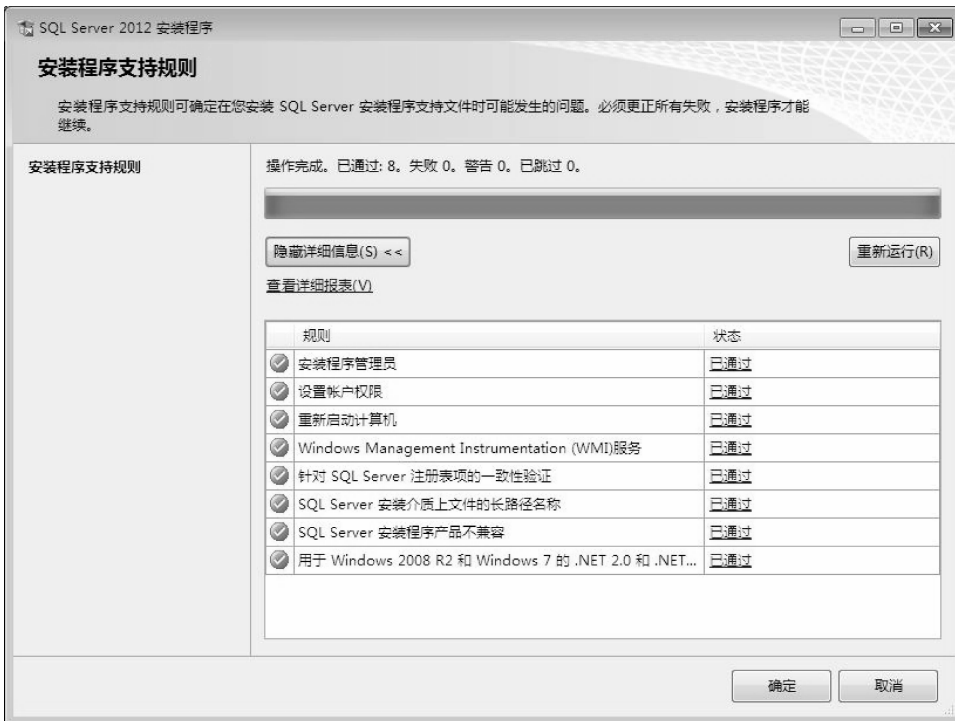 SQL Server 2012 安装程序
安装程序支持规则
安装程序支持规则可确定在您安装 SQL Server 安装程序支持文件时可能发生的问题。必须更正所有失败，安装程序才能
继续。
安装程序支持规则
操作完成。已通过: 8。失败 0。警告 0。已跳过 0。
隐藏详细信息(S) <<
重新运行(R)
查看详细报表(V)
规则 状态
安装程序管理员 已通过
设置帐户权限 已通过
重新启动计算机 已通过
Windows Management Instrumentation (WMI)服务 已通过
针对 SQL Server 注册表项的一致性验证 已通过
SQL Server 安装介质上文件的长路径名称 已通过
SQL Server 安装程序产品不兼容 已通过
用于 Windows 2008 R2 和 Windows 7 的 .NET 2.0 和 .NET... 已通过
确定 取消